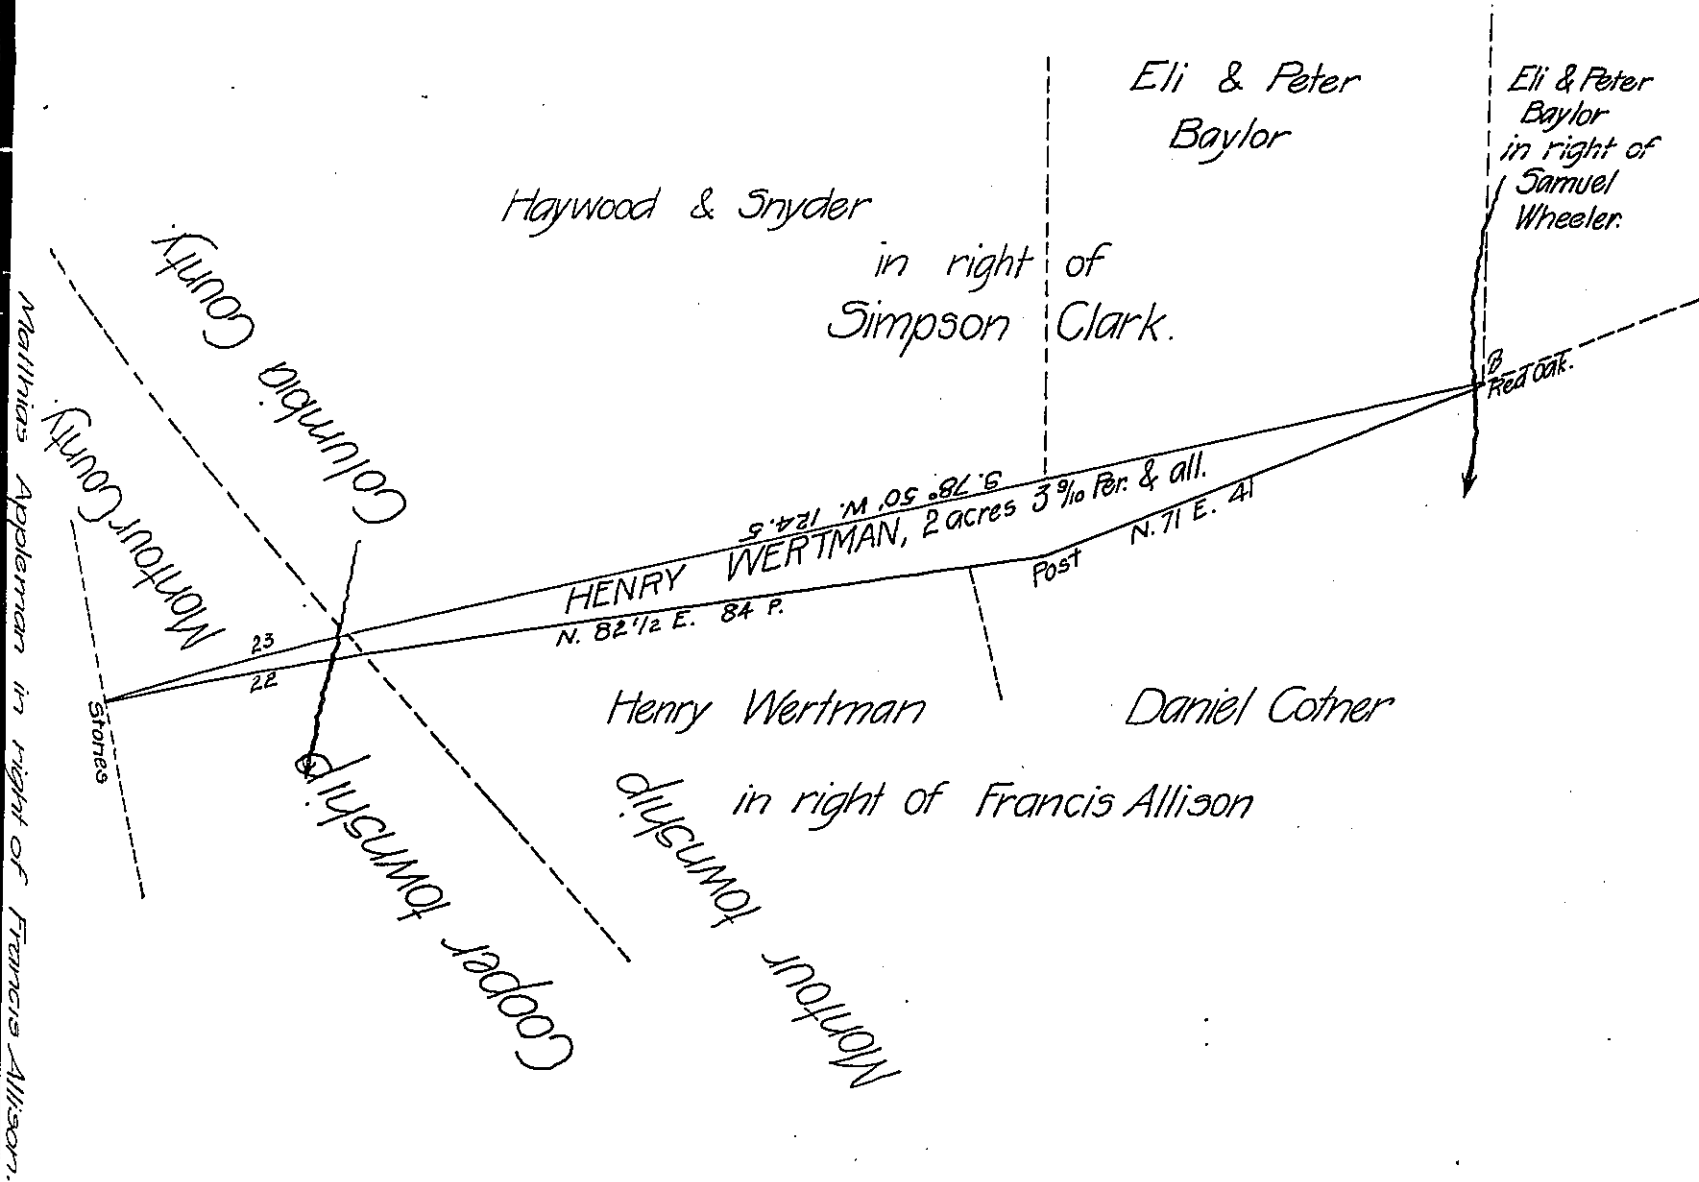 Eli & Peter
Baylor
Eli & Peter
Baylor
in right of
Samuel
Wheeler.
Haywood & Snyder
in right of
Simpson Clark.
Columbia County.
Montour County.
Matthias Appleman in right of Francis Allison.
B
Red Oak.
S. 78° 50' W. 124.5
HENRY WERTMAN, 2 acres 3 9/10 Per. & all.
N. 71 E. 41
Post
N. 82 1/2 E. 84 P.
23
22
Stones
Henry Wertman
Daniel Cotner
in right of Francis Allison
Cooper township
Montour township